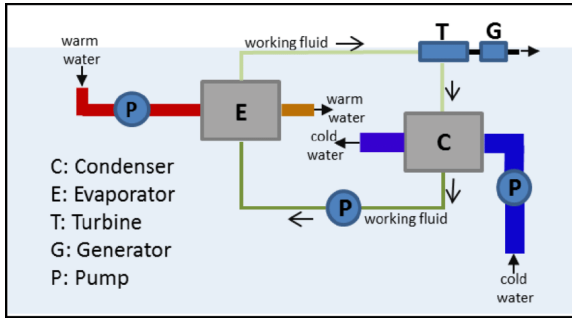 T
G
warm
water
working fluid
P
E
warm
water
cold
water
C
C: Condenser
E: Evaporator
T: Turbine
G: Generator
P: Pump
P
working fluid
P
cold
water